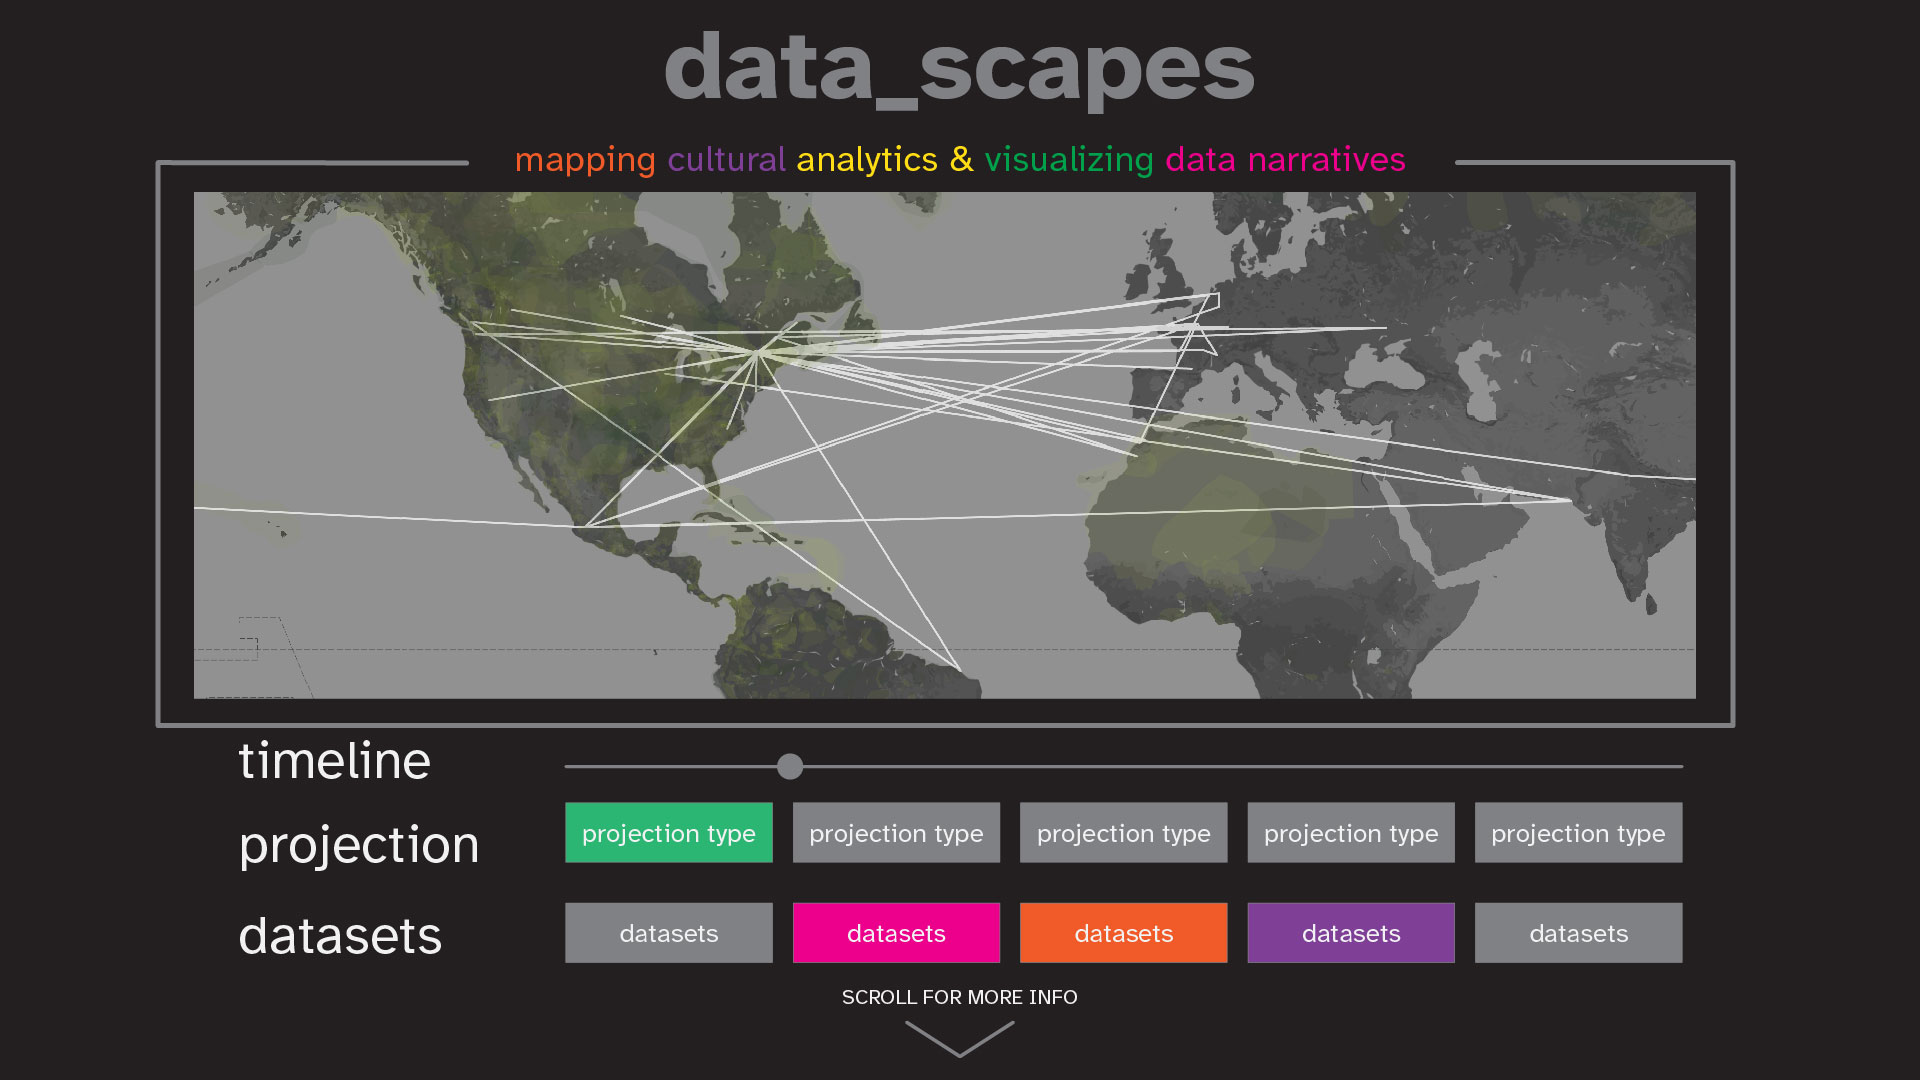 data_scapes
mapping cultural analytics & visualizing data narratives
timeline
projection
projection type projection type projection type projection type projection type
datasets
datasets datasets datasets datasets datasets
SCROLL FOR MORE INFO